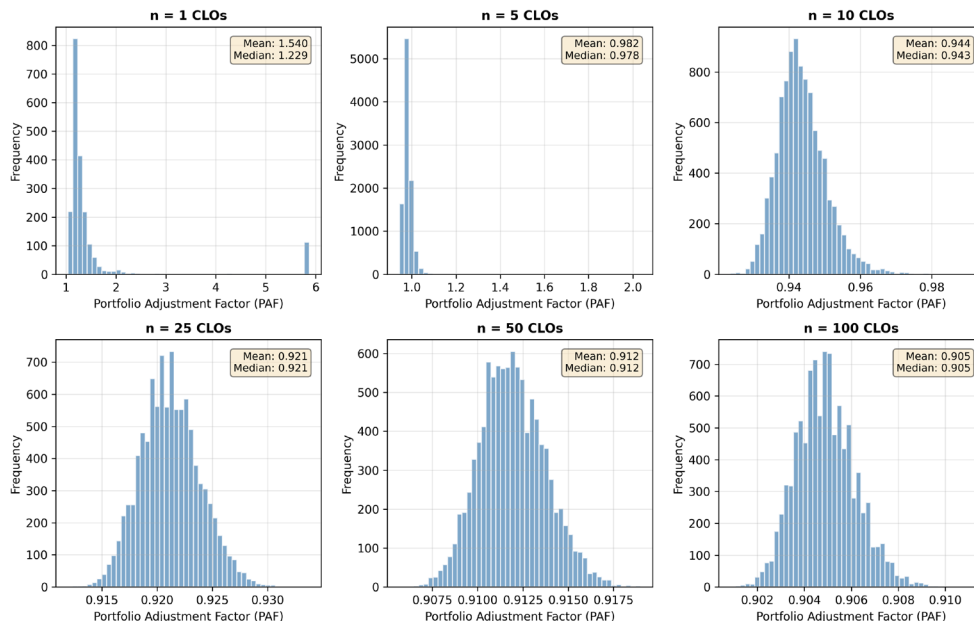 n = 1 CLOs
Mean: 1.540
Median: 1.229
Frequency
800
700
600
500
400
300
200
100
0
1
2
3
4
5
6
Portfolio Adjustment Factor (PAF)
n = 5 CLOs
Mean: 0.982
Median: 0.978
Frequency
5000
4000
3000
2000
1000
0
1.0
1.2
1.4
1.6
1.8
2.0
Portfolio Adjustment Factor (PAF)
n = 10 CLOs
Mean: 0.944
Median: 0.943
Frequency
800
600
400
200
0
0.94
0.96
0.98
Portfolio Adjustment Factor (PAF)
n = 25 CLOs
Mean: 0.921
Median: 0.921
Frequency
700
600
500
400
300
200
100
0
0.915
0.920
0.925
0.930
Portfolio Adjustment Factor (PAF)
n = 50 CLOs
Mean: 0.912
Median: 0.912
Frequency
600
500
400
300
200
100
0
0.9075
0.9100
0.9125
0.9150
0.9175
Portfolio Adjustment Factor (PAF)
n = 100 CLOs
Mean: 0.905
Median: 0.905
Frequency
700
600
500
400
300
200
100
0
0.902
0.904
0.906
0.908
0.910
Portfolio Adjustment Factor (PAF)